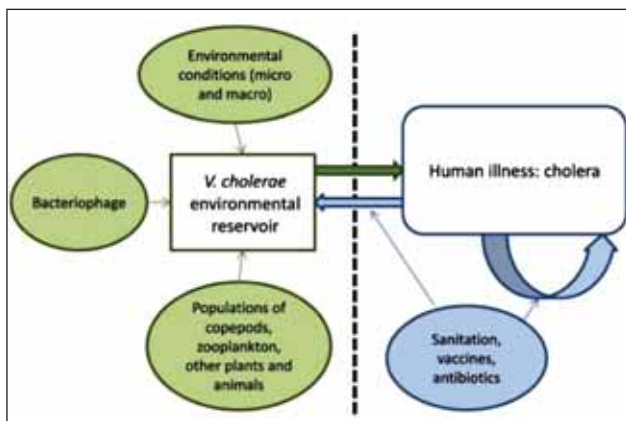 Environmental
conditions (micro
and macro)
Bacteriophage
V. cholerae
environmental
reservoir
Populations of
copepods,
zooplankton,
other plants and
animals
Human illness: cholera
Sanitation,
vaccines,
antibiotics